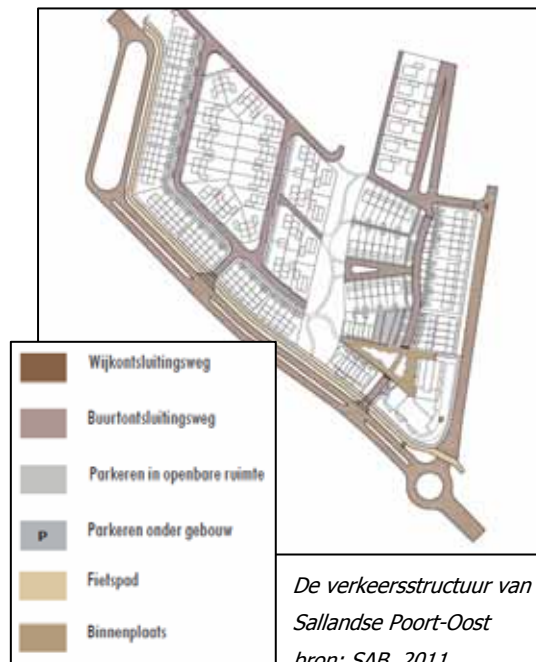 Wijkontsluitingsweg
Buurtontsluitingsweg
Parkeren in openbare ruimte
P Parkeren onder gebouw
Fietspad
Binnenplaats
De verkeersstructuur van
Sallandse Poort-Oost
bron: SAB, 2011